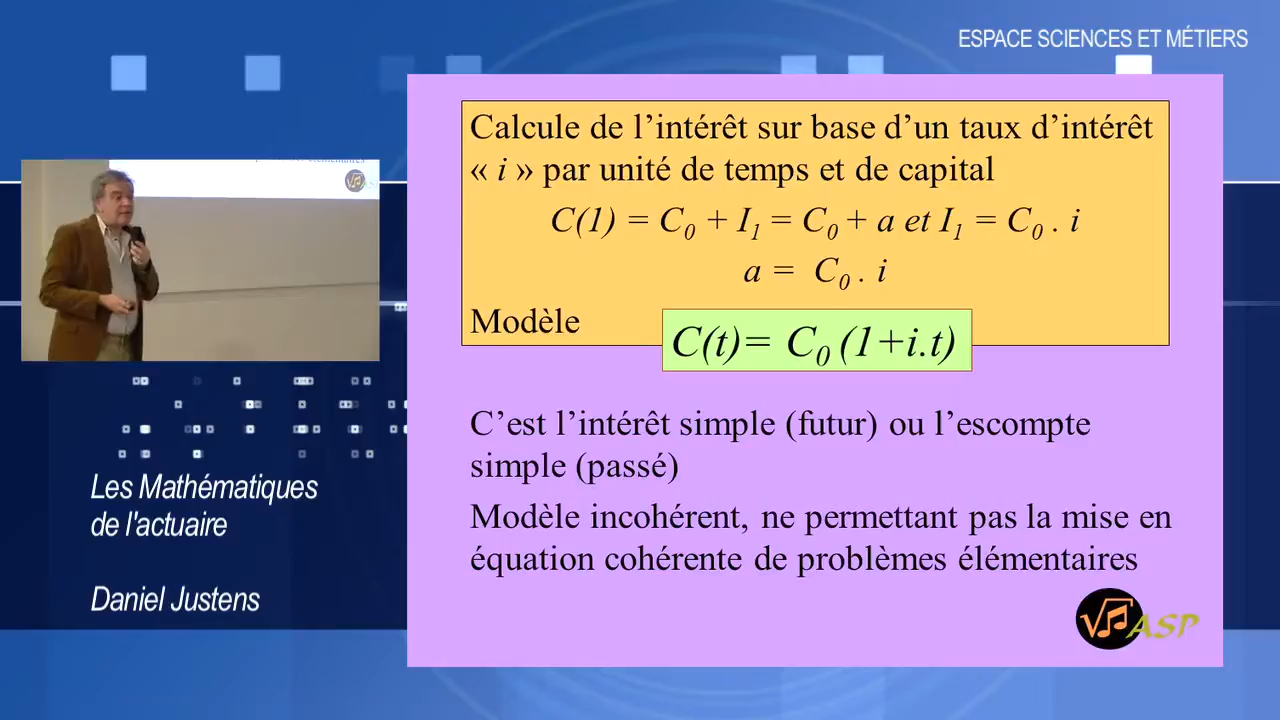 ESPACE SCIENCES ET MÉTIERS
Calcule de l’intérêt sur base d’un taux d’intérêt
« i » par unité de temps et de capital
C(1) = C₀ + I₁ = C₀ + a et I₁ = C₀ . i
a = C₀ . i
Modèle
C(t)= C₀ (1+i.t)
C’est l’intérêt simple (futur) ou l’escompte
simple (passé)
Modèle incohérent, ne permettant pas la mise en
équation cohérente de problèmes élémentaires
ASP
Les Mathématiques
de l'actuaire
Daniel Justens